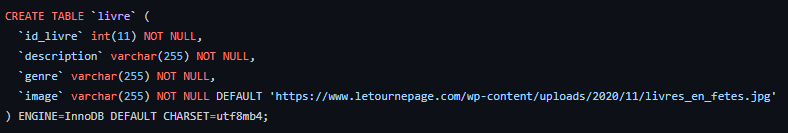 CREATE TABLE `livre` (
  `id_livre` int(11) NOT NULL,
  `description` varchar(255) NOT NULL,
  `genre` varchar(255) NOT NULL,
  `image` varchar(255) NOT NULL DEFAULT 'https://www.letournepage.com/wp-content/uploads/2020/11/livres_en_fetes.jpg'
) ENGINE=InnoDB DEFAULT CHARSET=utf8mb4;